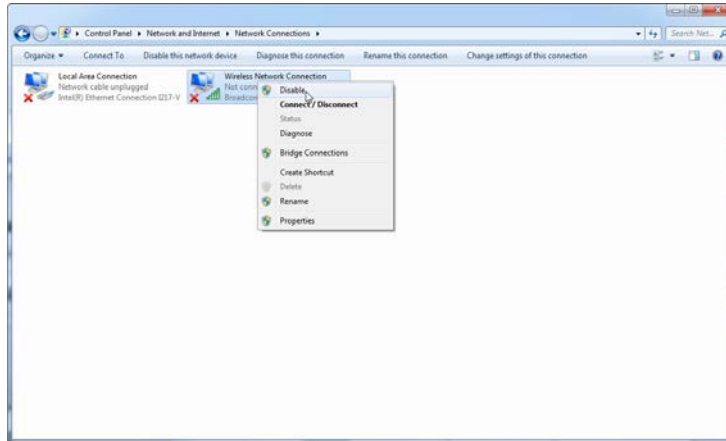 Control Panel ▸ Network and Internet ▸ Network Connections ▸
Search Net...
Organize
Connect To
Disable this network device
Diagnose this connection
Rename this connection
Change settings of this connection
Local Area Connection
Network cable unplugged
Intel(R) Ethernet Connection I217-V
Wireless Network Connection
Not conn
Broadcom
Disable
Connect / Disconnect
Status
Diagnose
Bridge Connections
Create Shortcut
Delete
Rename
Properties